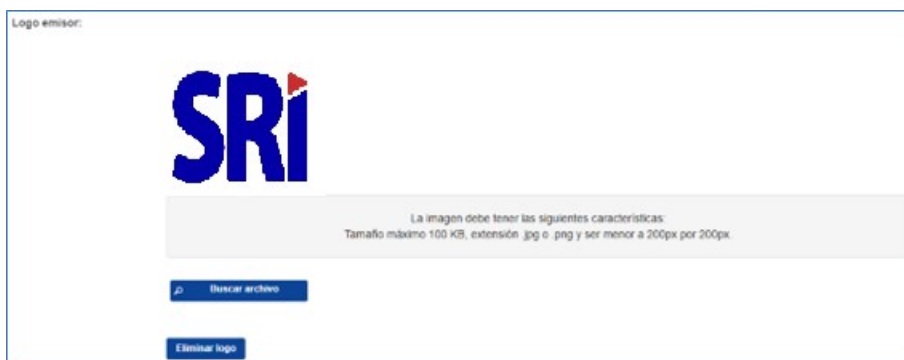 Logo emisor:
SRi
La imagen debe tener las siguientes características:
Tamaño máximo 100 KB, extensión .jpg o .png y ser menor a 200px por 200px.
Buscar archivo
Eliminar logo